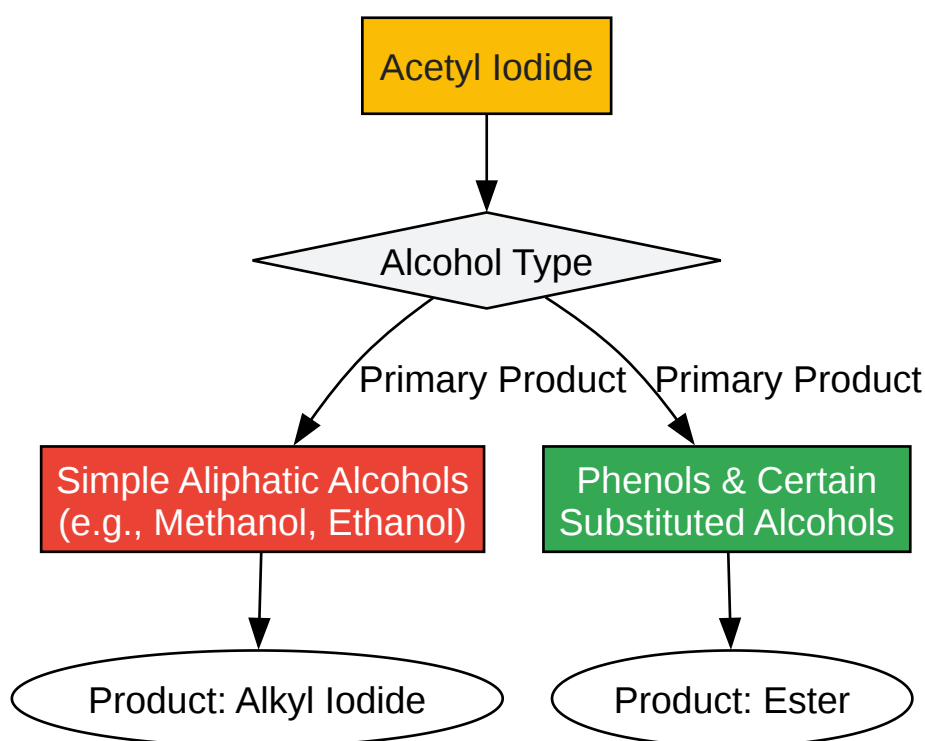 Acetyl Iodide
Alcohol Type
Primary Product
Primary Product
Simple Aliphatic Alcohols
(e.g., Methanol, Ethanol)
Phenols & Certain
Substituted Alcohols
Product: Alkyl Iodide
Product: Ester